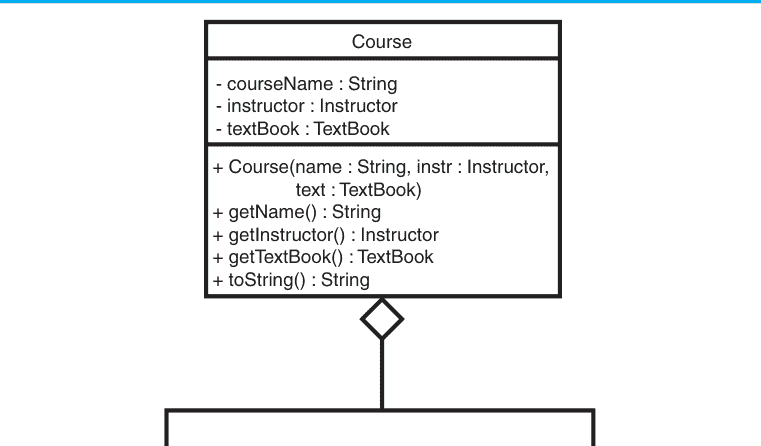 Course
- courseName : String
- instructor : Instructor
- textBook : TextBook
+ Course(name : String, instr : Instructor,
text : TextBook)
+ getName() : String
+ getInstructor() : Instructor
+ getTextBook() : TextBook
+ toString() : String